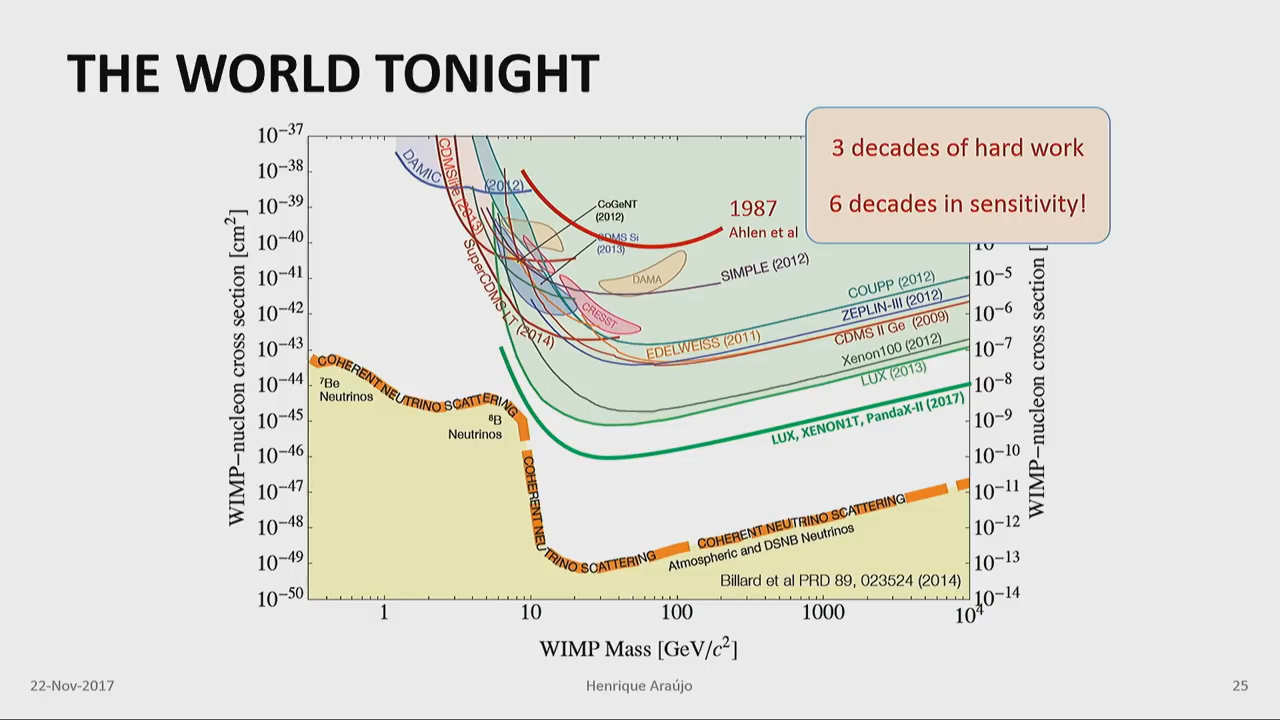 THE WORLD TONIGHT
3 decades of hard work
6 decades in sensitivity!
10−37
10−38
10−39
10−40
10−41
10−42
10−43
10−44
10−45
10−46
10−47
10−48
10−49
10−50
WIMP−nucleon cross section [cm2]
DAMIC
(2012)
CDMSlite (2013)
SuperCDMS LT (2014)
CoGeNT
(2012)
CDMS Si
(2013)
1987
Ahlen et al
DAMA
CRESST
SIMPLE (2012)
COUPP (2012)
ZEPLIN-III (2012)
EDELWEISS (2011)
CDMS II Ge (2009)
Xenon100 (2012)
LUX (2013)
LUX, XENON1T, PandaX-II (2017)
COHERENT NEUTRINO SCATTERING
7Be
Neutrinos
8B
Neutrinos
COHERENT NEUTRINO SCATTERING
COHERENT NEUTRINO SCATTERING
Atmospheric and DSNB Neutrinos
Billard et al PRD 89, 023524 (2014)
10−5
10−6
10−7
10−8
10−9
10−10
10−11
10−12
10−13
10−14
WIMP−nucleon cross section
1
10
100
1000
104
WIMP Mass [GeV/c2]
22-Nov-2017
Henrique Araújo
25